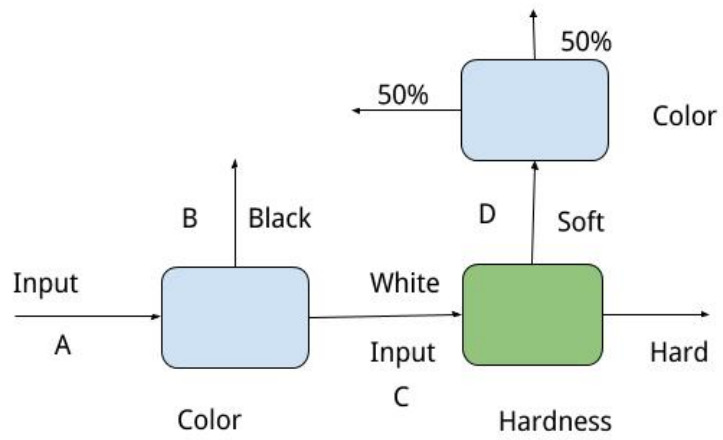 50%
50%
Color
B
Black
D
Soft
Input
White
A
Input
Hard
C
Color
Hardness